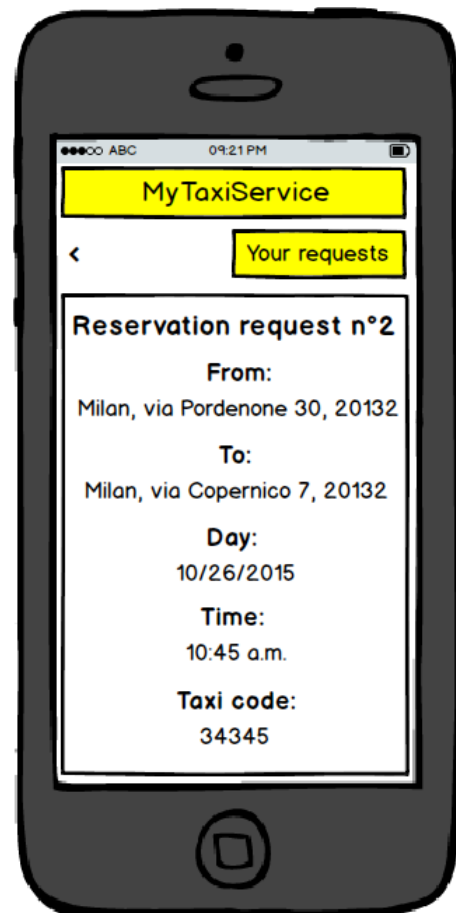 ABC 09:21 PM
MyTaxiService
< Your requests
Reservation request n°2
From:
Milan, via Pordenone 30, 20132
To:
Milan, via Copernico 7, 20132
Day:
10/26/2015
Time:
10:45 a.m.
Taxi code:
34345